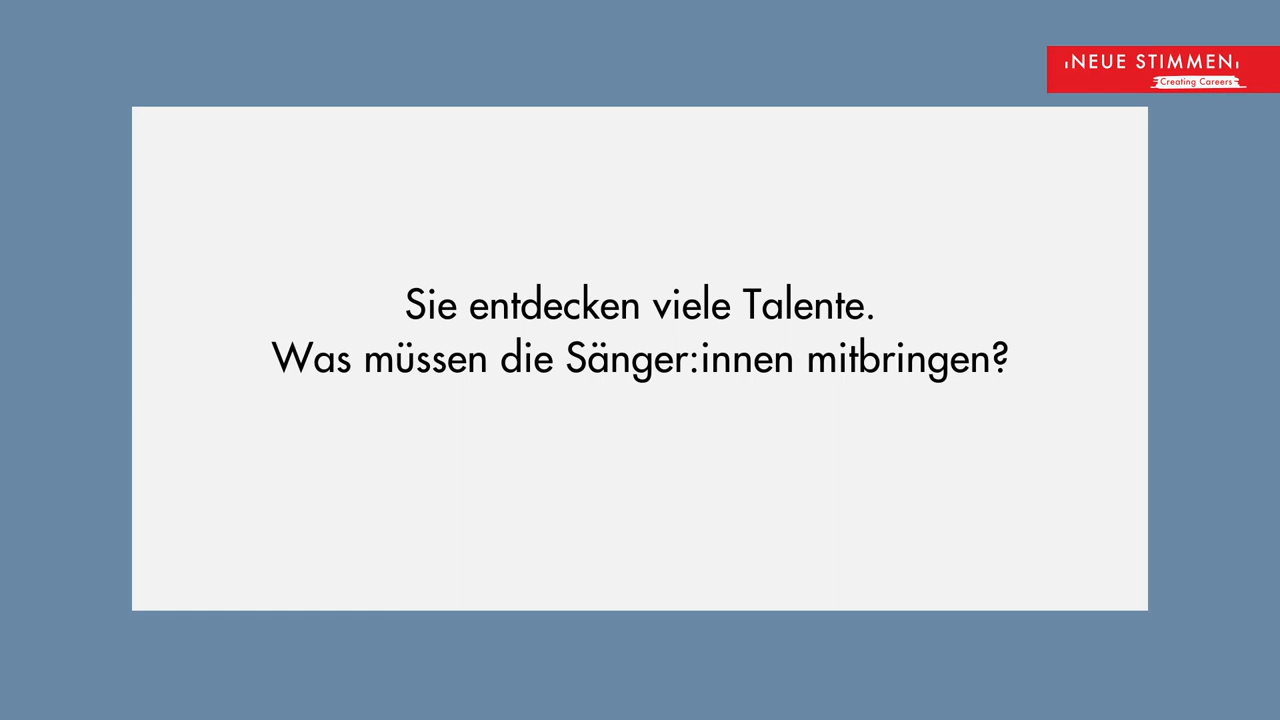 NEUE STIMMEN
Creating Careers
Sie entdecken viele Talente.
Was müssen die Sänger:innen mitbringen?